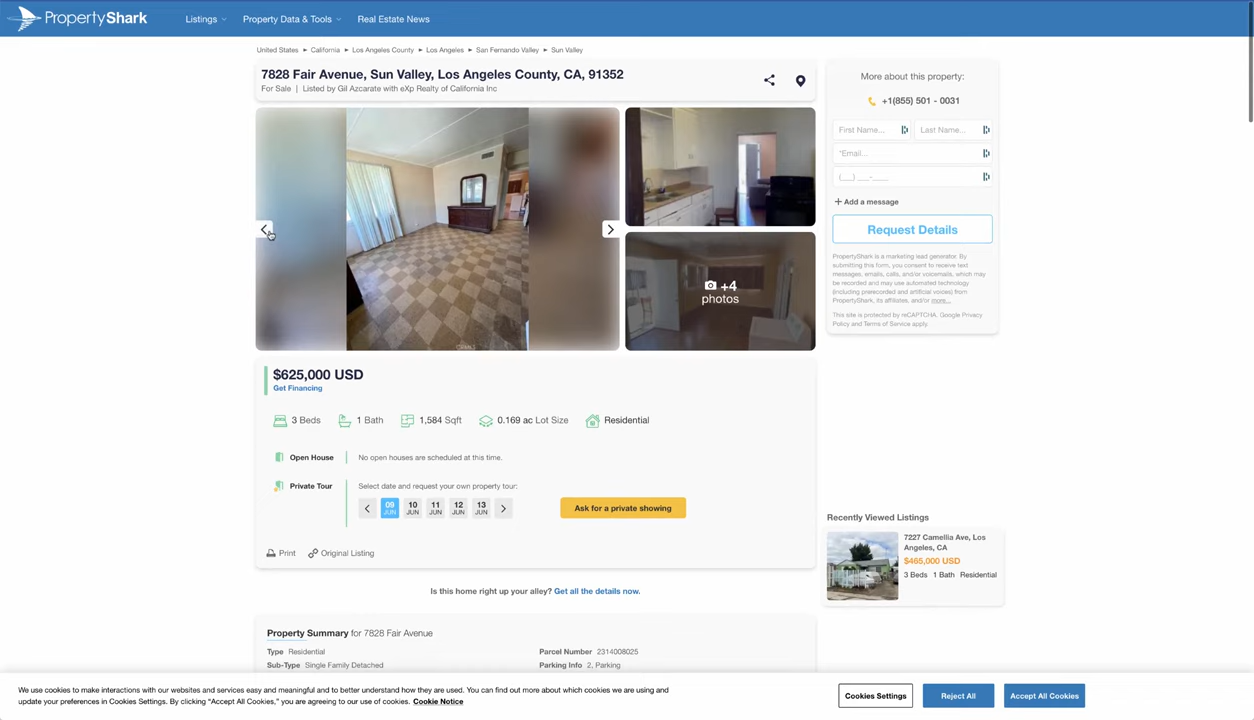 PropertyShark
Listings
Property Data & Tools
Real Estate News
United States ▸ California ▸ Los Angeles County ▸ Los Angeles ▸ San Fernando Valley ▸ Sun Valley
7828 Fair Avenue, Sun Valley, Los Angeles County, CA, 91352
For Sale | Listed by Gil Azcarate with eXp Realty of California Inc
CRMLS
+4
photos
More about this property:
+1(855) 501 - 0031
First Name...
Last Name...
*Email...
(___) ___-____
+ Add a message
Request Details
PropertyShark is a marketing lead generator. By
submitting this form, you consent to receive text
messages, emails, calls, and/or voicemails, which may
be recorded and may use automated technology
(including prerecorded and artificial voices) from
PropertyShark, its affiliates, and/or more...
This site is protected by reCAPTCHA. Google Privacy
Policy and Terms of Service apply.
$625,000 USD
Get Financing
3 Beds
1 Bath
1,584 Sqft
0.169 ac Lot Size
Residential
Open House
No open houses are scheduled at this time.
Private Tour
Select date and request your own property tour:
09 10 11 12 13
JUN JUN JUN JUN JUN
Ask for a private showing
Print
Original Listing
Is this home right up your alley? Get all the details now.
Recently Viewed Listings
7227 Camellia Ave, Los
Angeles, CA
$465,000 USD
3 Beds 1 Bath Residential
Property Summary for 7828 Fair Avenue
Type Residential
Parcel Number 2314008025
Sub-Type Single Family Detached
Parking Info 2, Parking
We use cookies to make interactions with our websites and services easy and meaningful and to better understand how they are used. You can find out more about which cookies we are using and
update your preferences in Cookies Settings. By clicking “Accept All Cookies,” you are agreeing to our use of cookies. Cookie Notice
Cookies Settings
Reject All
Accept All Cookies